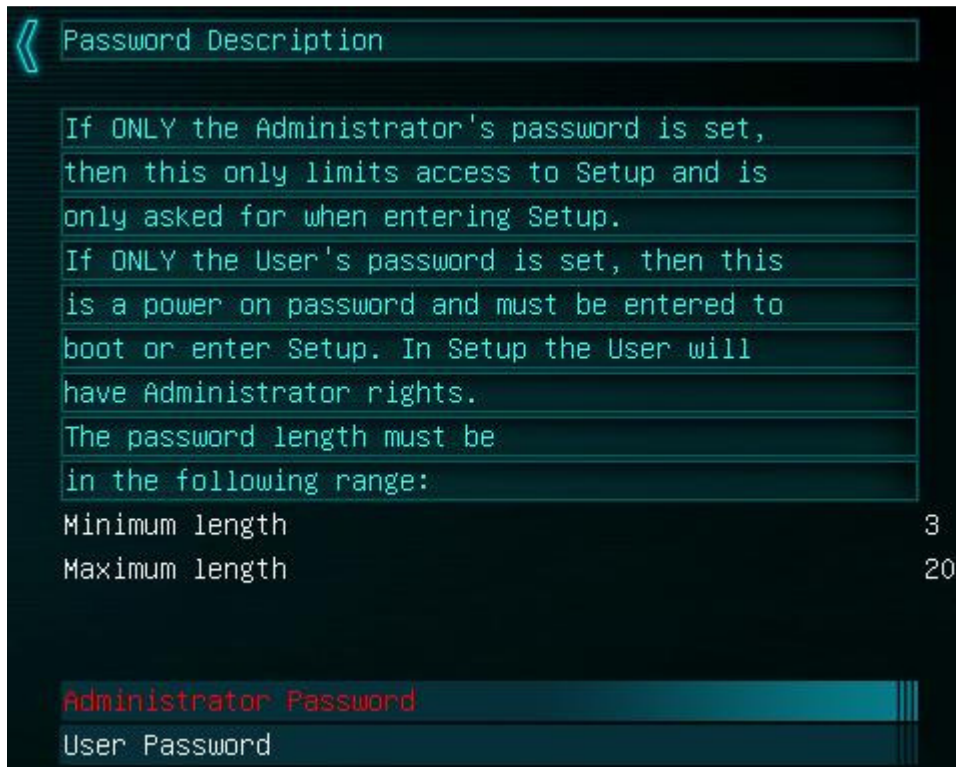 Password Description
If ONLY the Administrator's password is set,
then this only limits access to Setup and is
only asked for when entering Setup.
If ONLY the User's password is set, then this
is a power on password and must be entered to
boot or enter Setup. In Setup the User will
have Administrator rights.
The password length must be
in the following range:
Minimum length 3
Maximum length 20
Administrator Password
User Password